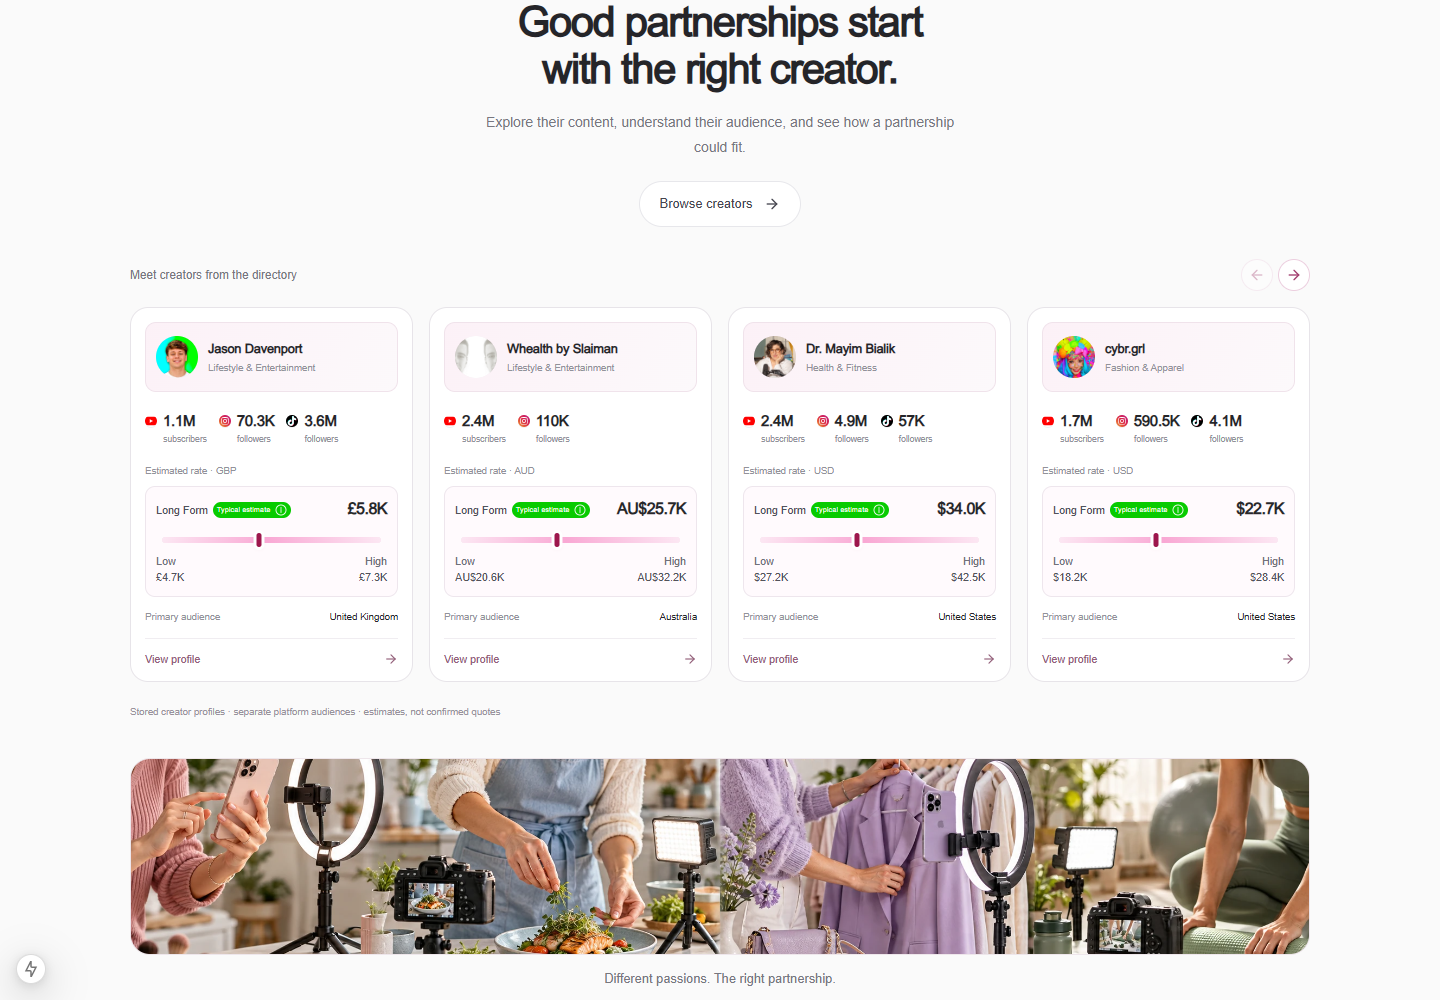 Good partnerships start
with the right creator.
Explore their content, understand their audience, and see how a partnership
could fit.
Browse creators
Meet creators from the directory
Jason Davenport
Lifestyle & Entertainment
1.1M 70.3K 3.6M
subscribers followers followers
Estimated rate · GBP
Long Form Typical estimate £5.8K
Low High
£4.7K £7.3K
Primary audience United Kingdom
View profile
Whealth by Slaiman
Lifestyle & Entertainment
2.4M 110K
subscribers followers
Estimated rate · AUD
Long Form Typical estimate AU$25.7K
Low High
AU$20.6K AU$32.2K
Primary audience Australia
View profile
Dr. Mayim Bialik
Health & Fitness
2.4M 4.9M 57K
subscribers followers followers
Estimated rate · USD
Long Form Typical estimate $34.0K
Low High
$27.2K $42.5K
Primary audience United States
View profile
cybr.grl
Fashion & Apparel
1.7M 590.5K 4.1M
subscribers followers followers
Estimated rate · USD
Long Form Typical estimate $22.7K
Low High
$18.2K $28.4K
Primary audience United States
View profile
Stored creator profiles · separate platform audiences · estimates, not confirmed quotes
Different passions. The right partnership.